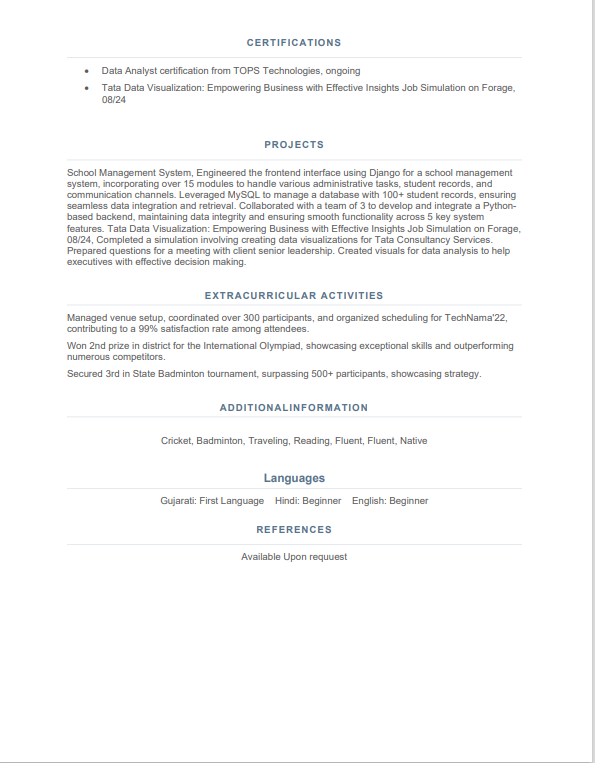 CERTIFICATIONS
• Data Analyst certification from TOPS Technologies, ongoing
• Tata Data Visualization: Empowering Business with Effective Insights Job Simulation on Forage,
08/24
PROJECTS
School Management System, Engineered the frontend interface using Django for a school management
system, incorporating over 15 modules to handle various administrative tasks, student records, and
communication channels. Leveraged MySQL to manage a database with 100+ student records, ensuring
seamless data integration and retrieval. Collaborated with a team of 3 to develop and integrate a Python-
based backend, maintaining data integrity and ensuring smooth functionality across 5 key system
features. Tata Data Visualization: Empowering Business with Effective Insights Job Simulation on Forage,
08/24, Completed a simulation involving creating data visualizations for Tata Consultancy Services.
Prepared questions for a meeting with client senior leadership. Created visuals for data analysis to help
executives with effective decision making.
EXTRACURRICULAR ACTIVITIES
Managed venue setup, coordinated over 300 participants, and organized scheduling for TechNama'22,
contributing to a 99% satisfaction rate among attendees.
Won 2nd prize in district for the International Olympiad, showcasing exceptional skills and outperforming
numerous competitors.
Secured 3rd in State Badminton tournament, surpassing 500+ participants, showcasing strategy.
ADDITIONALINFORMATION
Cricket, Badminton, Traveling, Reading, Fluent, Fluent, Native
Languages
Gujarati: First Language Hindi: Beginner English: Beginner
REFERENCES
Available Upon requuest